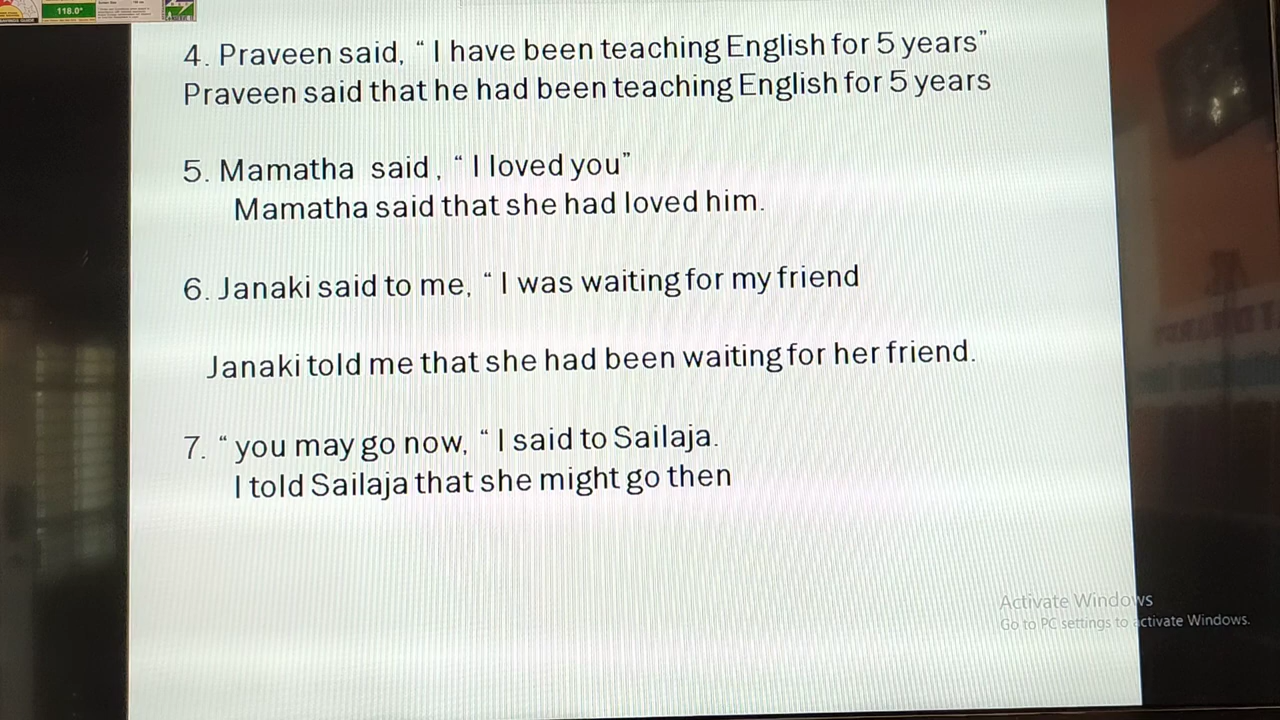 118.0°
4. Praveen said, “ I have been teaching English for 5 years”
Praveen said that he had been teaching English for 5 years
5. Mamatha said , “ I loved you”
Mamatha said that she had loved him.
6. Janaki said to me, “ I was waiting for my friend
Janaki told me that she had been waiting for her friend.
7. “ you may go now, “ I said to Sailaja.
I told Sailaja that she might go then
Activate Windows
Go to PC settings to activate Windows.